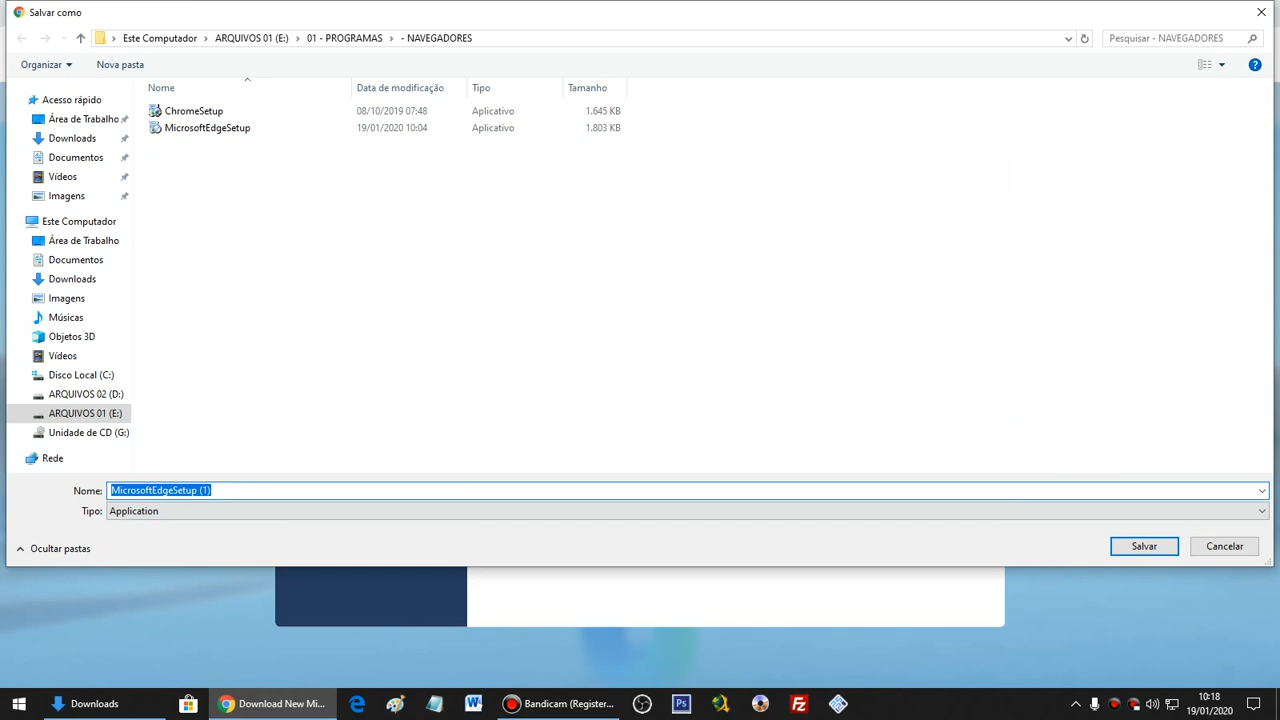 Salvar como
Este Computador > ARQUIVOS 01 (E:) > 01 - PROGRAMAS > - NAVEGADORES
Pesquisar - NAVEGADORES
Organizar
Nova pasta
Nome Data de modificação Tipo Tamanho
ChromeSetup 08/10/2019 07:48 Aplicativo 1.645 KB
MicrosoftEdgeSetup 19/01/2020 10:04 Aplicativo 1.803 KB
Acesso rápido
Área de Trabalho
Downloads
Documentos
Vídeos
Imagens
Este Computador
Área de Trabalho
Documentos
Downloads
Imagens
Músicas
Objetos 3D
Vídeos
Disco Local (C:)
ARQUIVOS 02 (D:)
ARQUIVOS 01 (E:)
Unidade de CD (G:)
Rede
Nome: MicrosoftEdgeSetup (1)
Tipo: Application
Ocultar pastas
Salvar
Cancelar
Downloads
Download New Mi...
Bandicam (Register...
10:18
19/01/2020